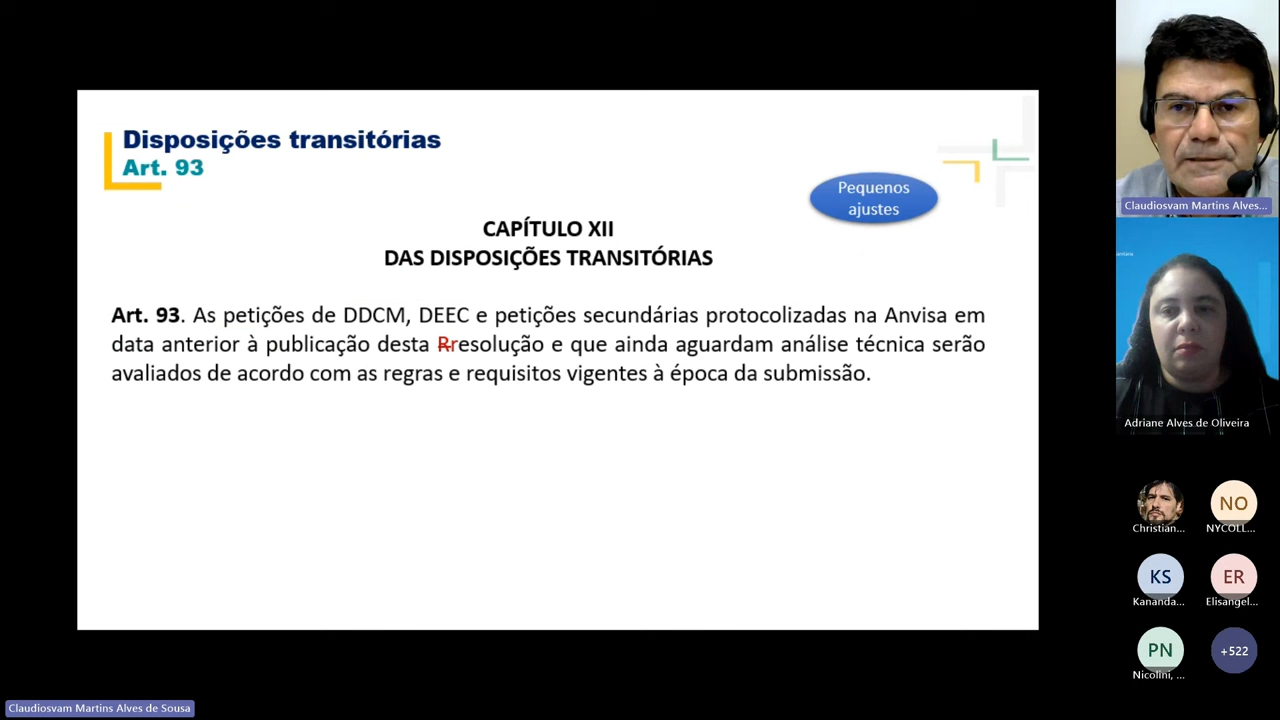 Disposições transitórias
Art. 93
Pequenos
ajustes
CAPÍTULO XII
DAS DISPOSIÇÕES TRANSITÓRIAS
Art. 93. As petições de DDCM, DEEC e petições secundárias protocolizadas na Anvisa em
data anterior à publicação desta Rresolução e que ainda aguardam análise técnica serão
avaliados de acordo com as regras e requisitos vigentes à época da submissão.
Claudiosvam Martins Alves...
Adriane Alves de Oliveira
Christian...
NO
NYCOLL...
KS
Kananda...
ER
Elisangel...
PN
Nicolini, ...
+522
Claudiosvam Martins Alves de Sousa